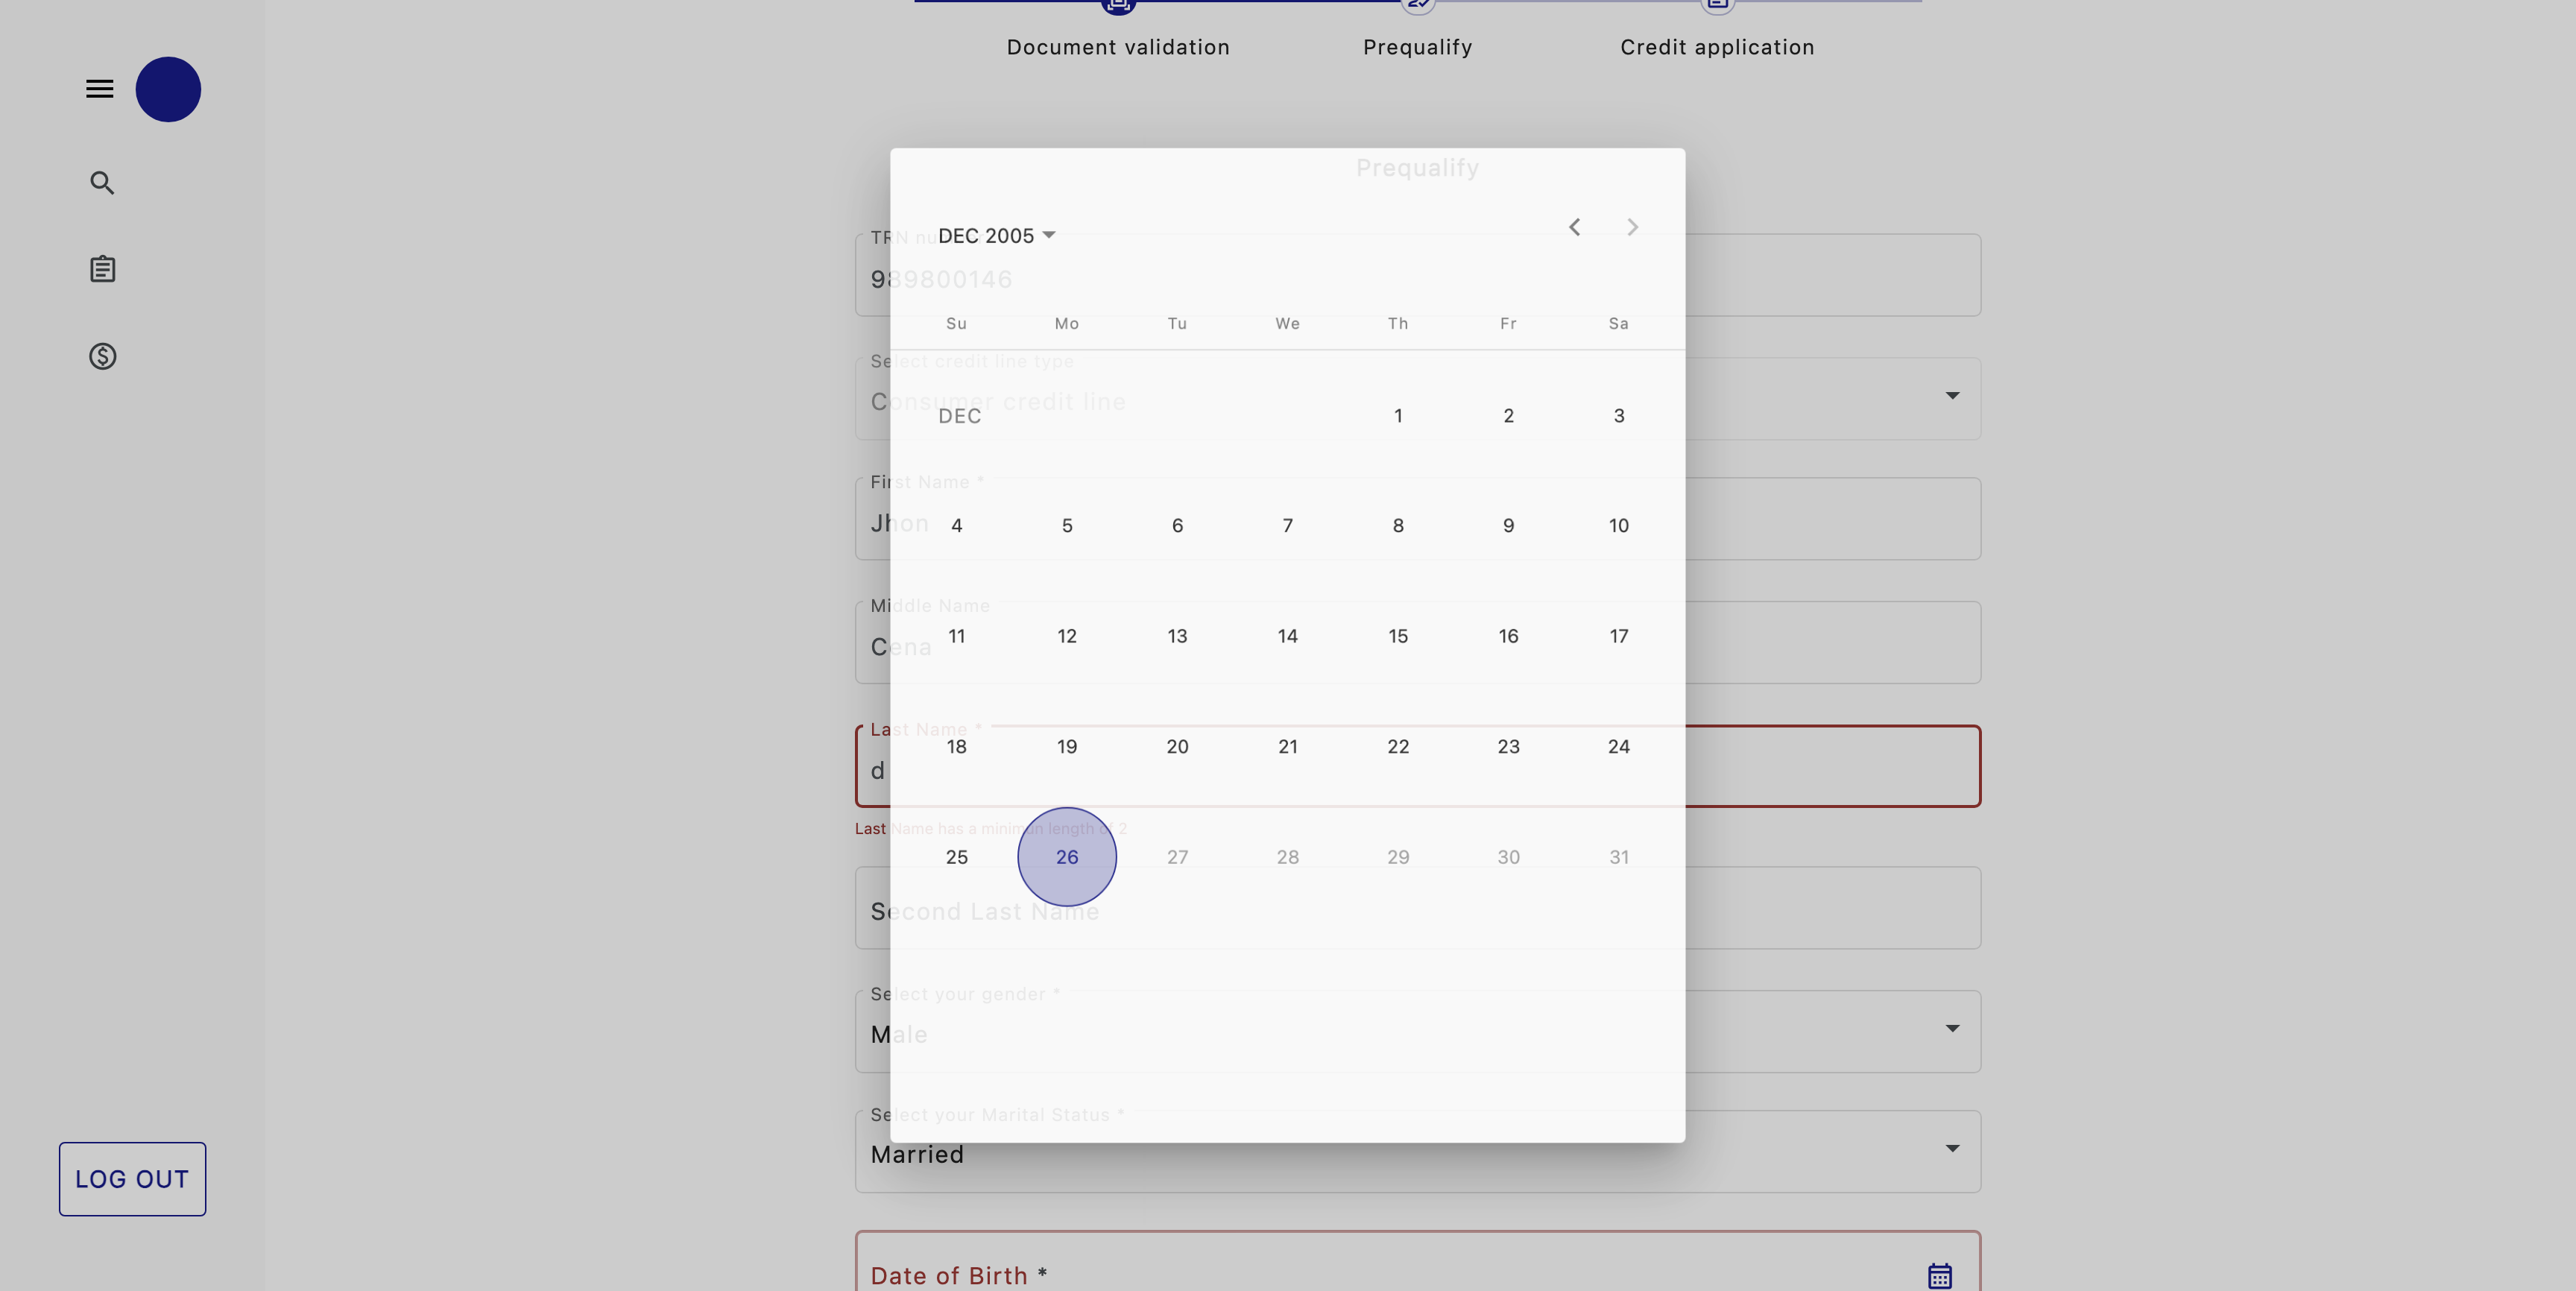 Document validation
Prequalify
Credit application
Prequalify
TRN number
DEC 2005
989800146
Su Mo Tu We Th Fr Sa
Select credit line type
Consumer credit line
DEC 1 2 3
First Name *
Jhon
4 5 6 7 8 9 10
Middle Name
Cena
11 12 13 14 15 16 17
Last Name *
d
18 19 20 21 22 23 24
Last Name has a minimun length of 2
25 26 27 28 29 30 31
Second Last Name
Select your gender *
Male
Select your Marital Status *
Married
LOG OUT
Date of Birth *